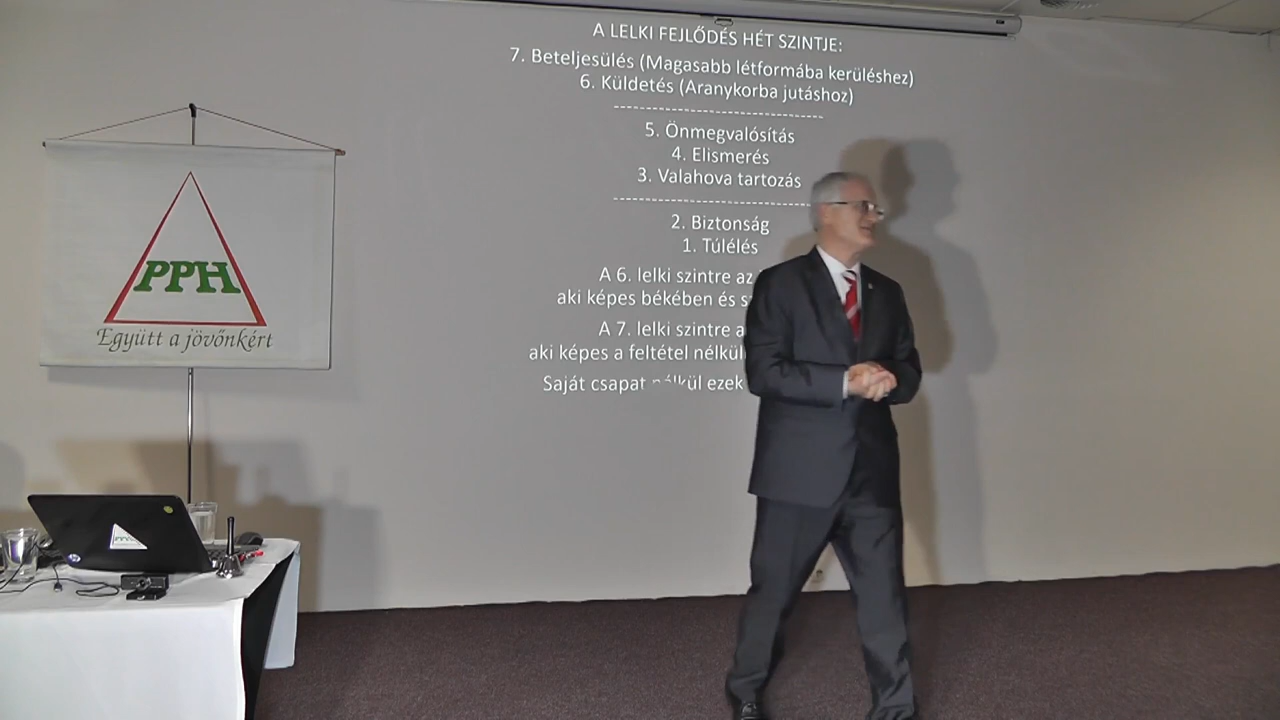 A LELKI FEJLŐDÉS HÉT SZINTJE:
7. Beteljesülés (Magasabb létformába kerüléshez)
6. Küldetés (Aranykorba jutáshoz)
--------------------------------
5. Önmegvalósítás
4. Elismerés
3. Valahova tartozás
--------------------------------
2. Biztonság
1. Túlélés
A 6. lelki szintre az
aki képes békében és
A 7. lelki szintre
aki képes a feltétel
Saját csapat nélkül ezek
PPH
Együtt a jövőnkért